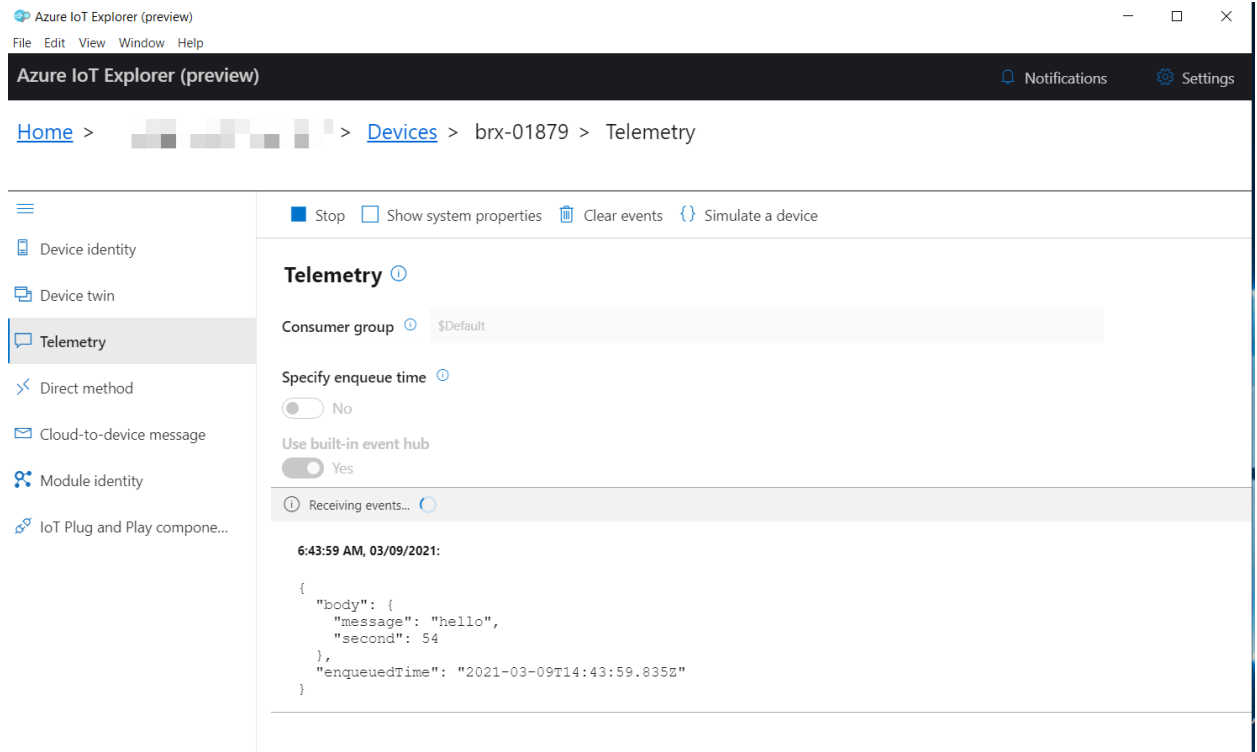 Azure IoT Explorer (preview)
File Edit View Window Help
Azure IoT Explorer (preview) Notifications Settings
Home > > Devices > brx-01879 > Telemetry
Stop Show system properties Clear events {} Simulate a device
Device identity
Device twin
Telemetry
Direct method
Cloud-to-device message
Module identity
IoT Plug and Play compone...
Telemetry
Consumer group $Default
Specify enqueue time
No
Use built-in event hub
Yes
Receiving events...
6:43:59 AM, 03/09/2021:
{
"body": {
"message": "hello",
"second": 54
},
"enqueuedTime": "2021-03-09T14:43:59.835Z"
}